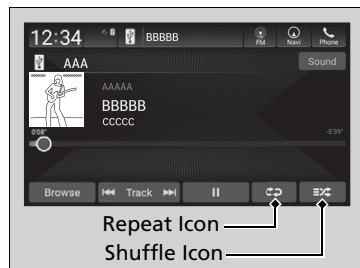 12:34 BBBBB FM Navi Phone
AAA Sound
AAAAA
BBBBB
CCCCC
0'08" -5'39"
Browse Track
Repeat Icon
Shuffle Icon